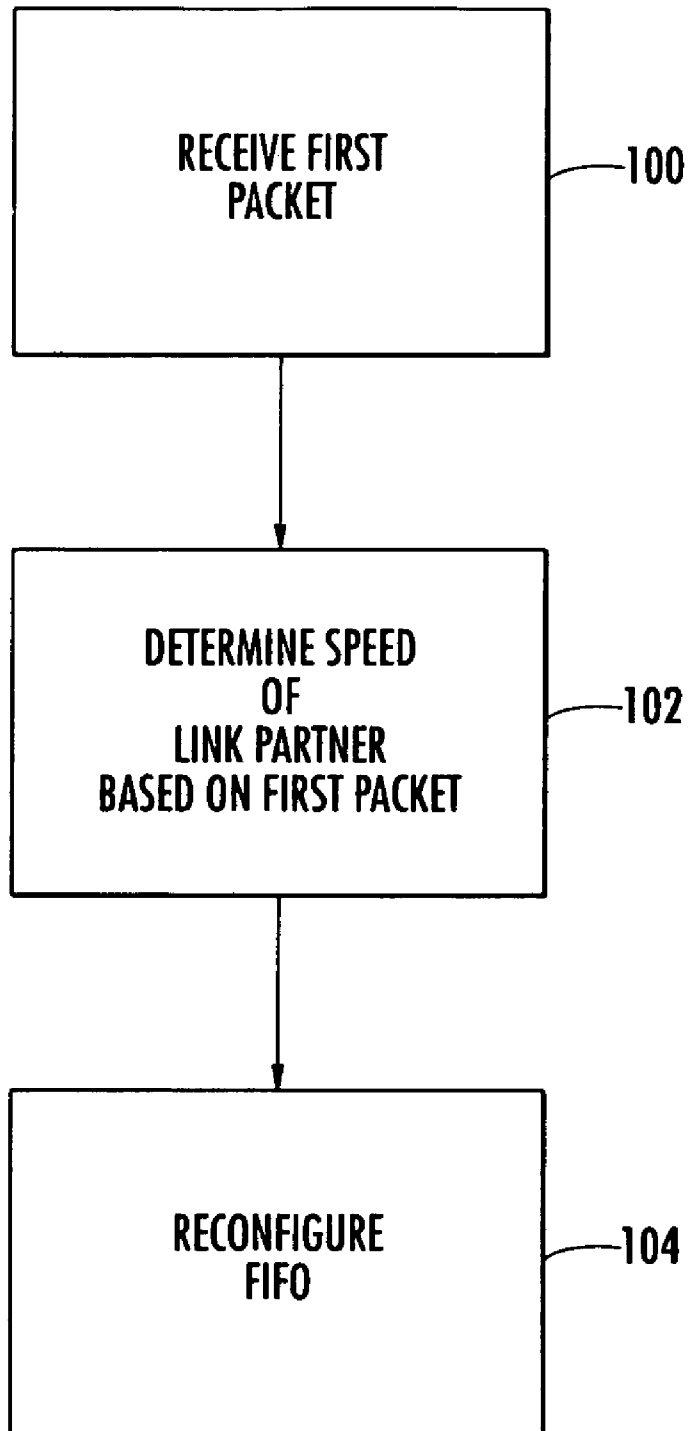 RECEIVE FIRST
PACKET
100
DETERMINE SPEED
OF
LINK PARTNER
BASED ON FIRST PACKET
102
RECONFIGURE
FIFO
104